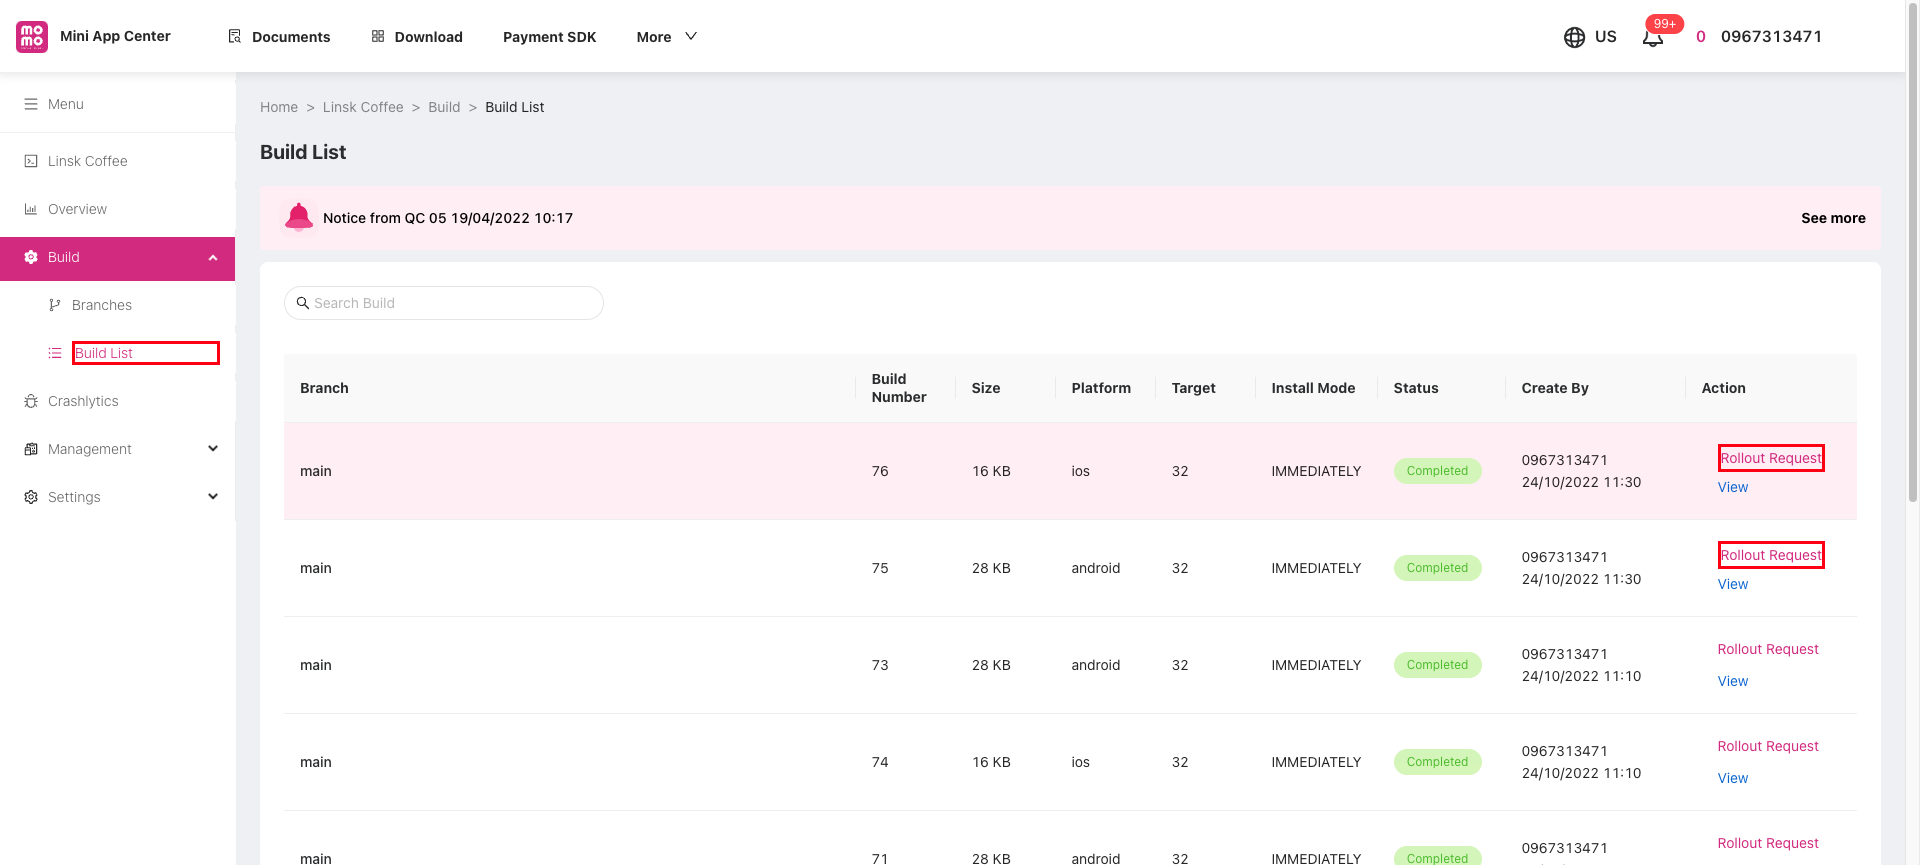 momo
Mini App Center
Documents
Download
Payment SDK
More
US
99+
0
0967313471
Menu
Linsk Coffee
Overview
Build
Branches
Build List
Crashlytics
Management
Settings
Home > Linsk Coffee > Build > Build List
Build List
Notice from QC 05 19/04/2022 10:17
See more
Search Build
Branch
Build Number
Size
Platform
Target
Install Mode
Status
Create By
Action
main
76
16 KB
ios
32
IMMEDIATELY
Completed
0967313471
24/10/2022 11:30
Rollout Request
View
main
75
28 KB
android
32
IMMEDIATELY
Completed
0967313471
24/10/2022 11:30
Rollout Request
View
main
73
28 KB
android
32
IMMEDIATELY
Completed
0967313471
24/10/2022 11:10
Rollout Request
View
main
74
16 KB
ios
32
IMMEDIATELY
Completed
0967313471
24/10/2022 11:10
Rollout Request
View
main
71
28 KB
android
32
IMMEDIATELY
Completed
0967313471
Rollout Request